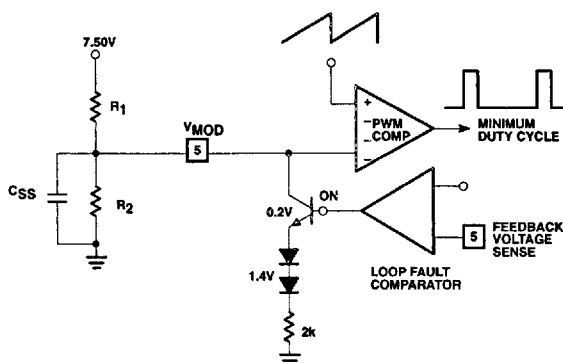 7.50V
R1
VMOD
5
CSS
R2
+
PWM
COMP
MINIMUM
DUTY CYCLE
ON
0.2V
1.4V
2k
LOOP FAULT
COMPARATOR
5
FEEDBACK
VOLTAGE
SENSE